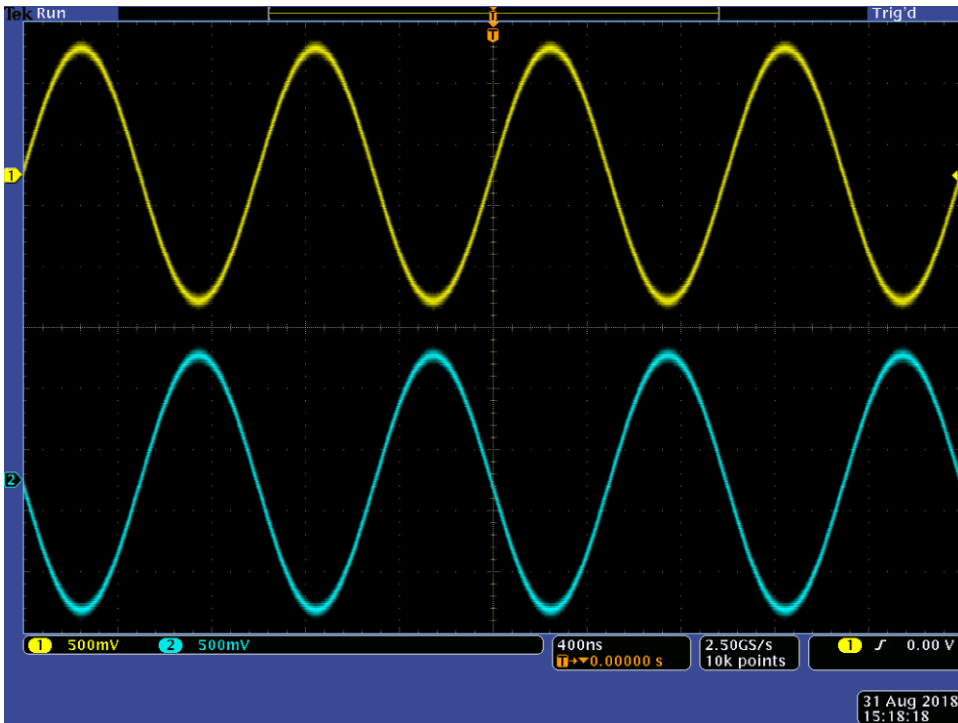 Tek Run Trig'd
U
T
1
2
1 500mV 2 500mV
400ns
T→▼0.00000 s
2.50GS/s
10k points
1 ʃ 0.00 V
31 Aug 2018
15:18:18